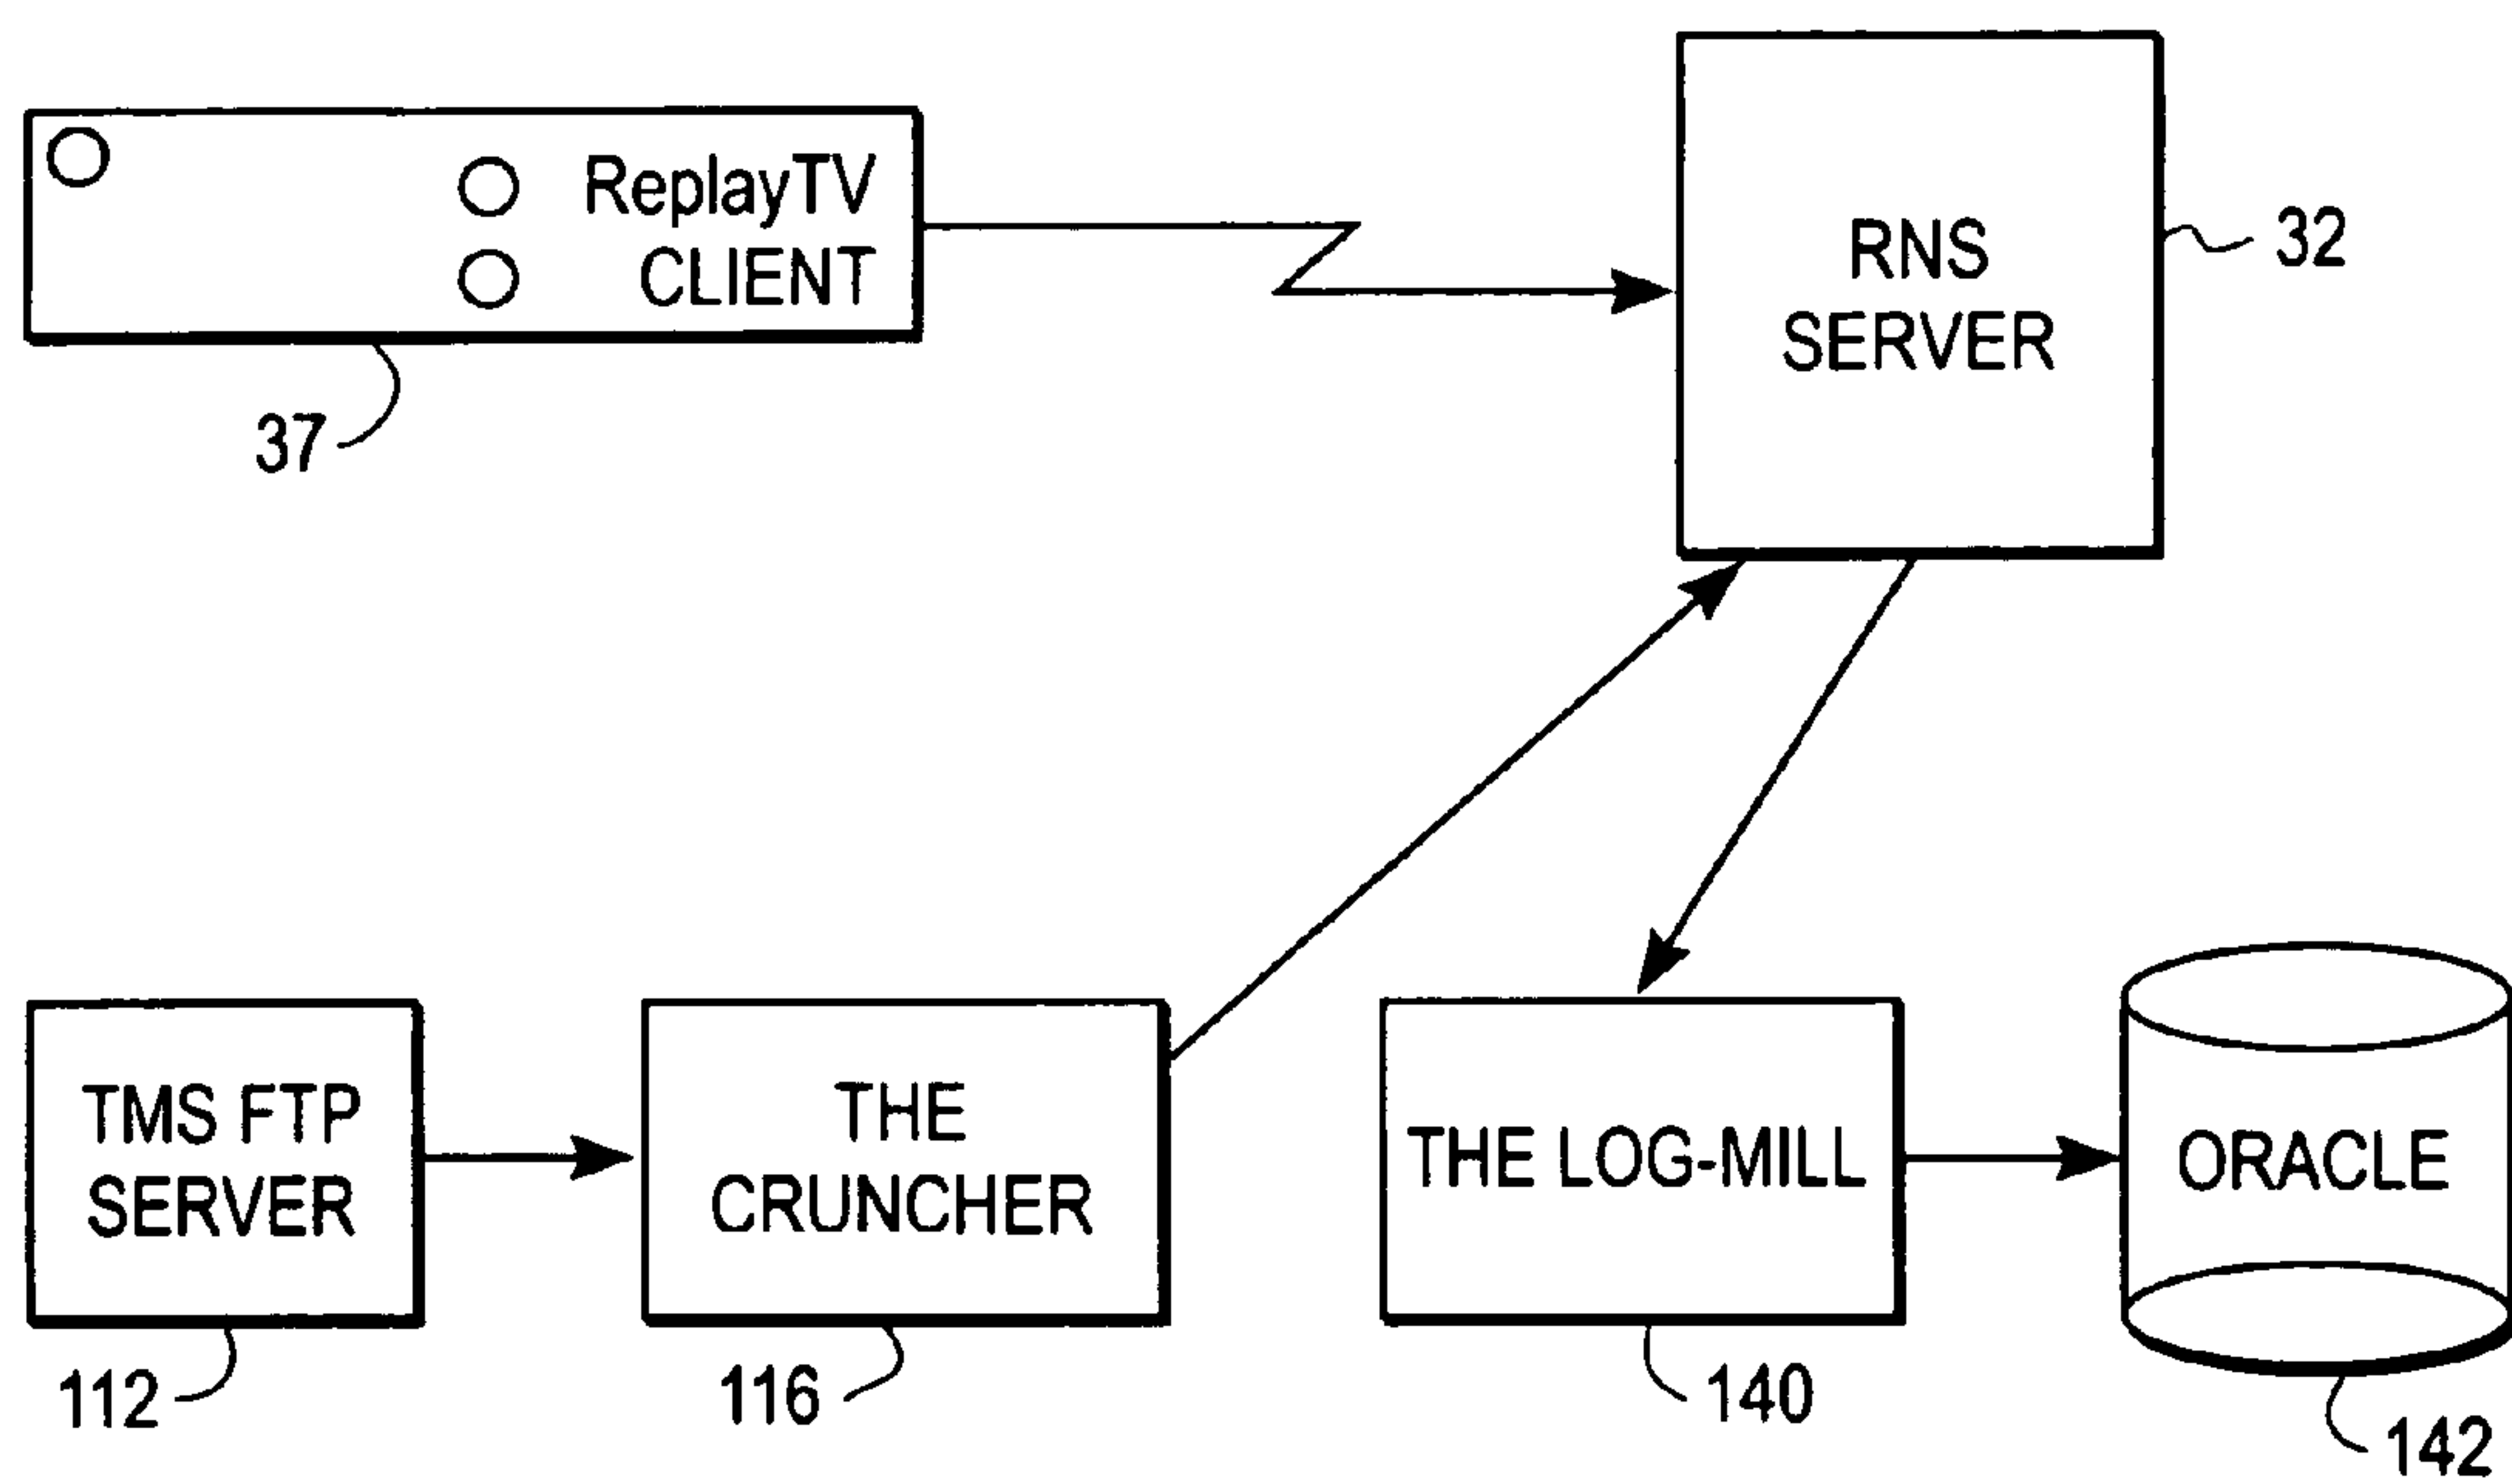 ReplayTV
CLIENT
37
RNS
SERVER
32
TMS FTP
SERVER
112
THE
CRUNCHER
116
THE LOG-MILL
140
ORACLE
142